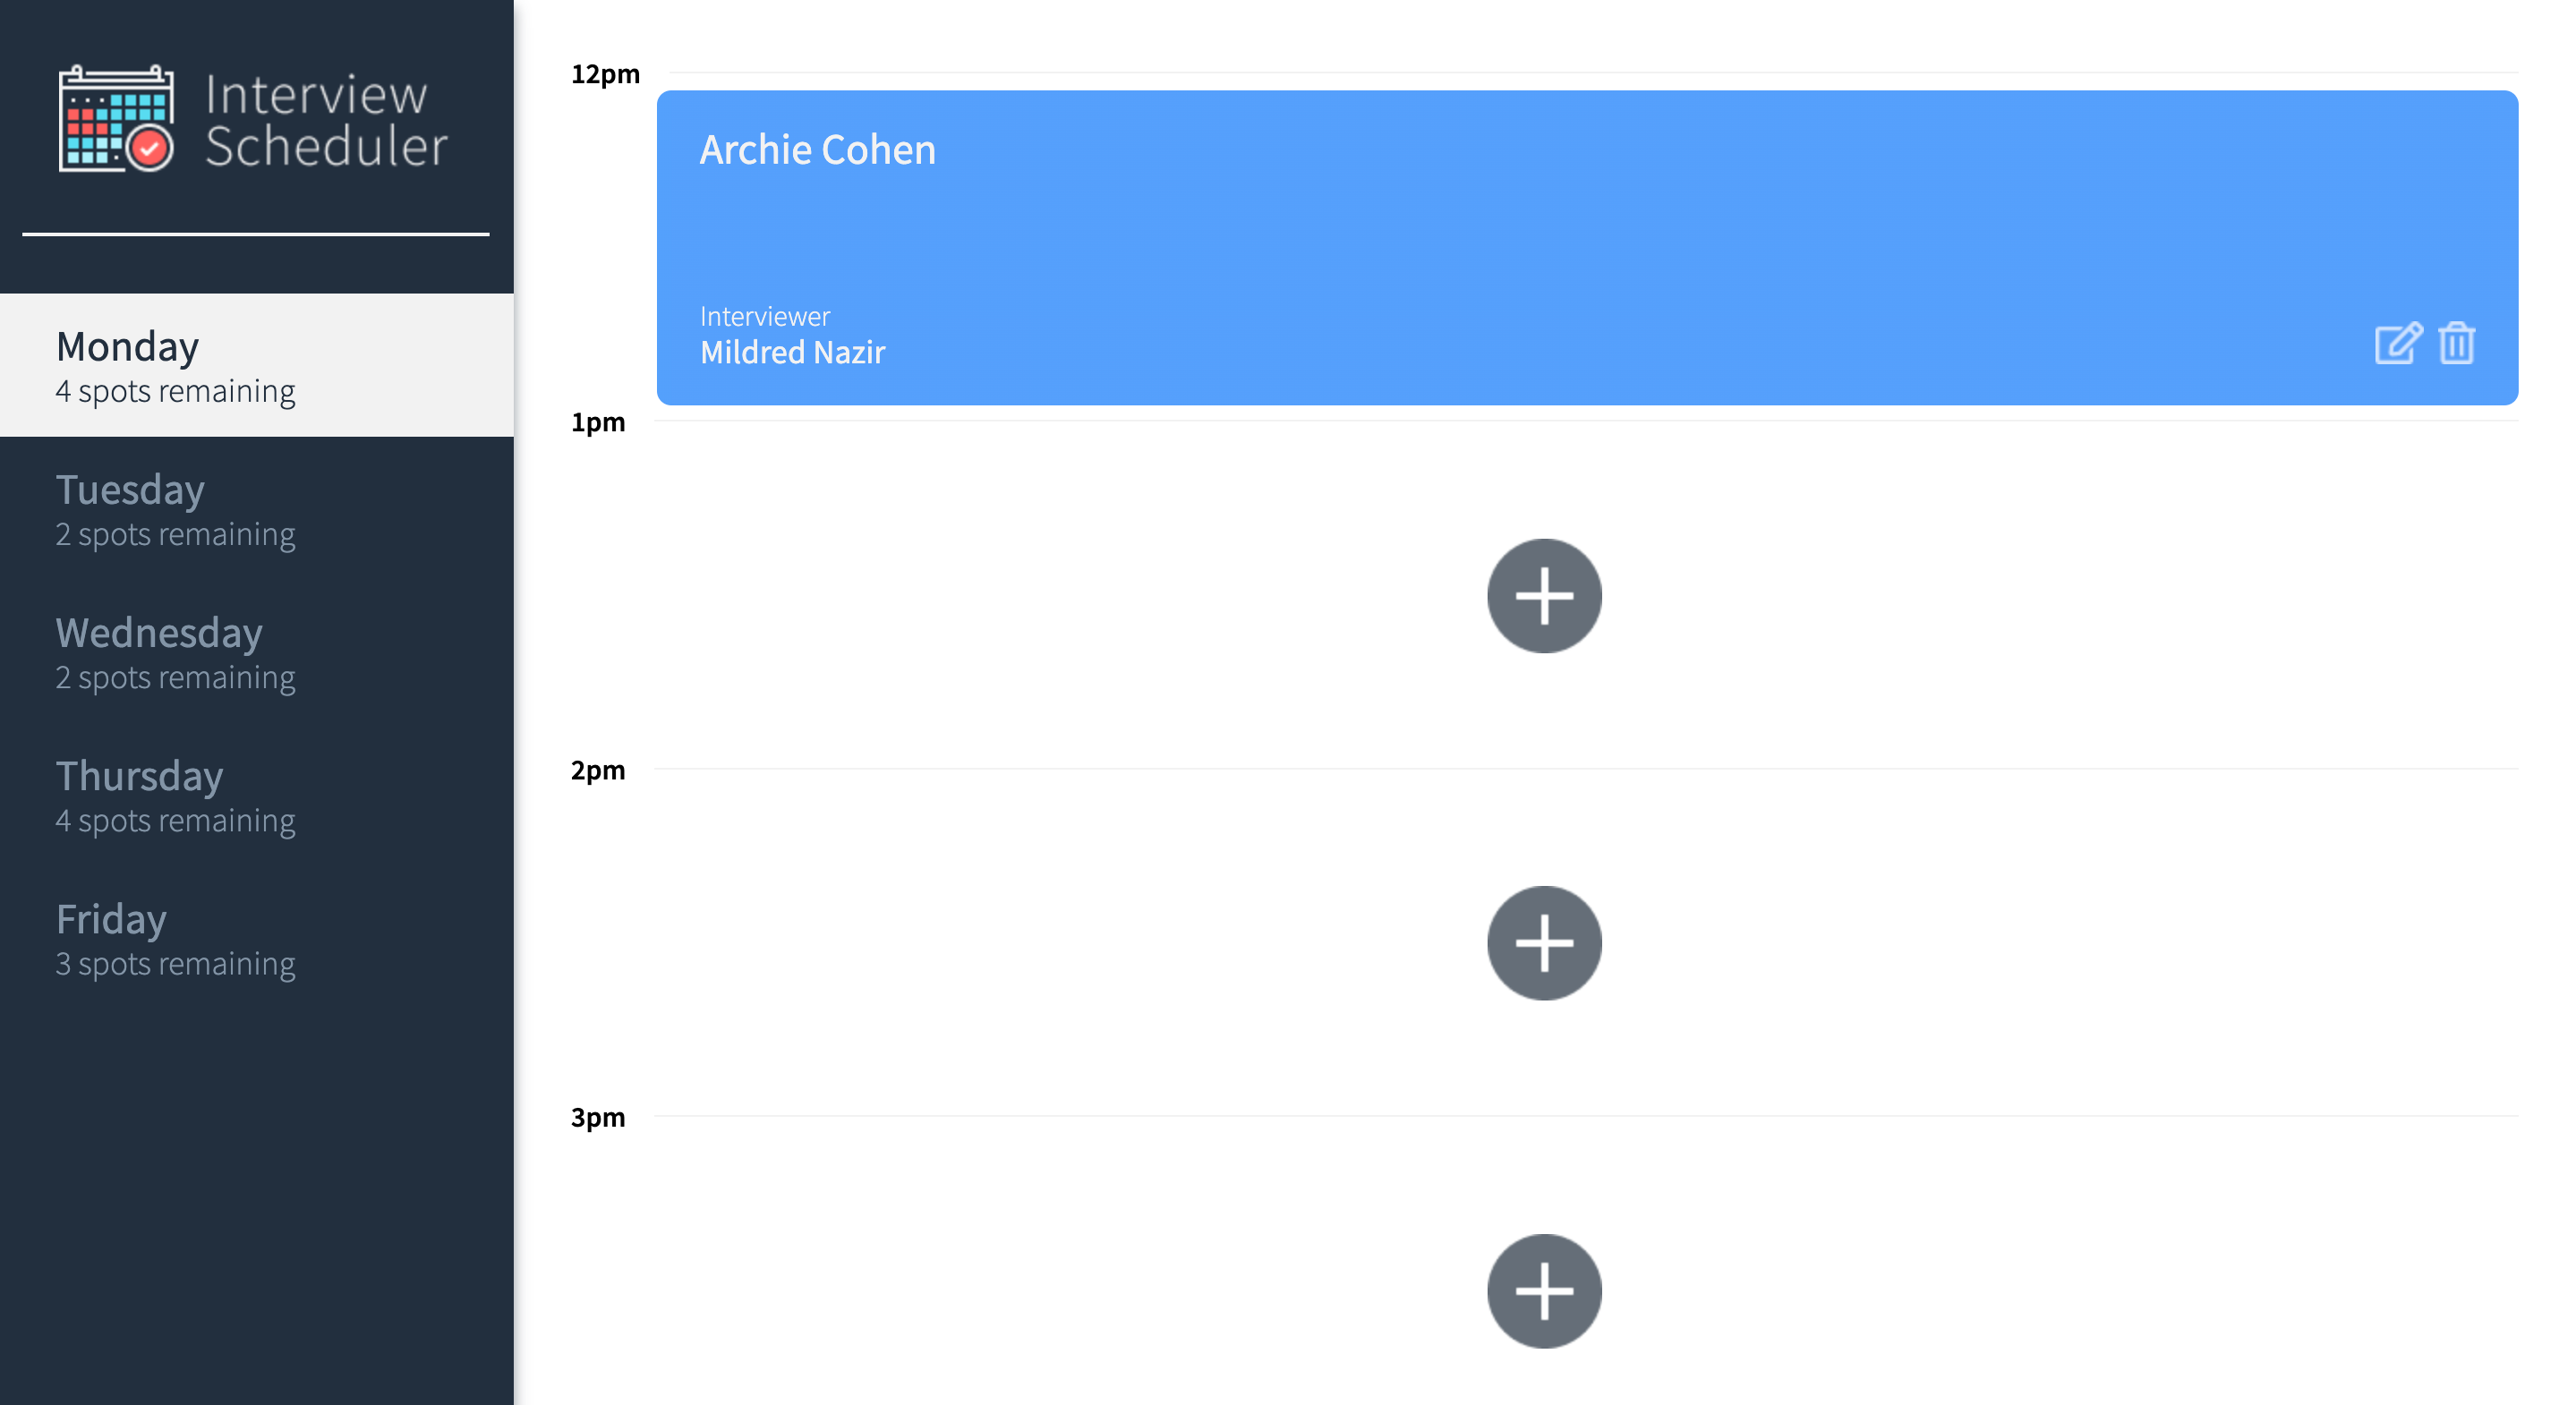 Interview
Scheduler
Monday
4 spots remaining
Tuesday
2 spots remaining
Wednesday
2 spots remaining
Thursday
4 spots remaining
Friday
3 spots remaining
12pm
Archie Cohen
Interviewer
Mildred Nazir
1pm
2pm
3pm